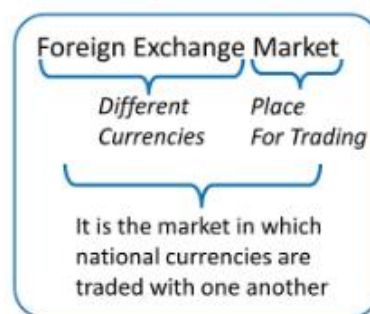 Foreign Exchange Market
Different Place
Currencies For Trading
It is the market in which
national currencies are
traded with one another